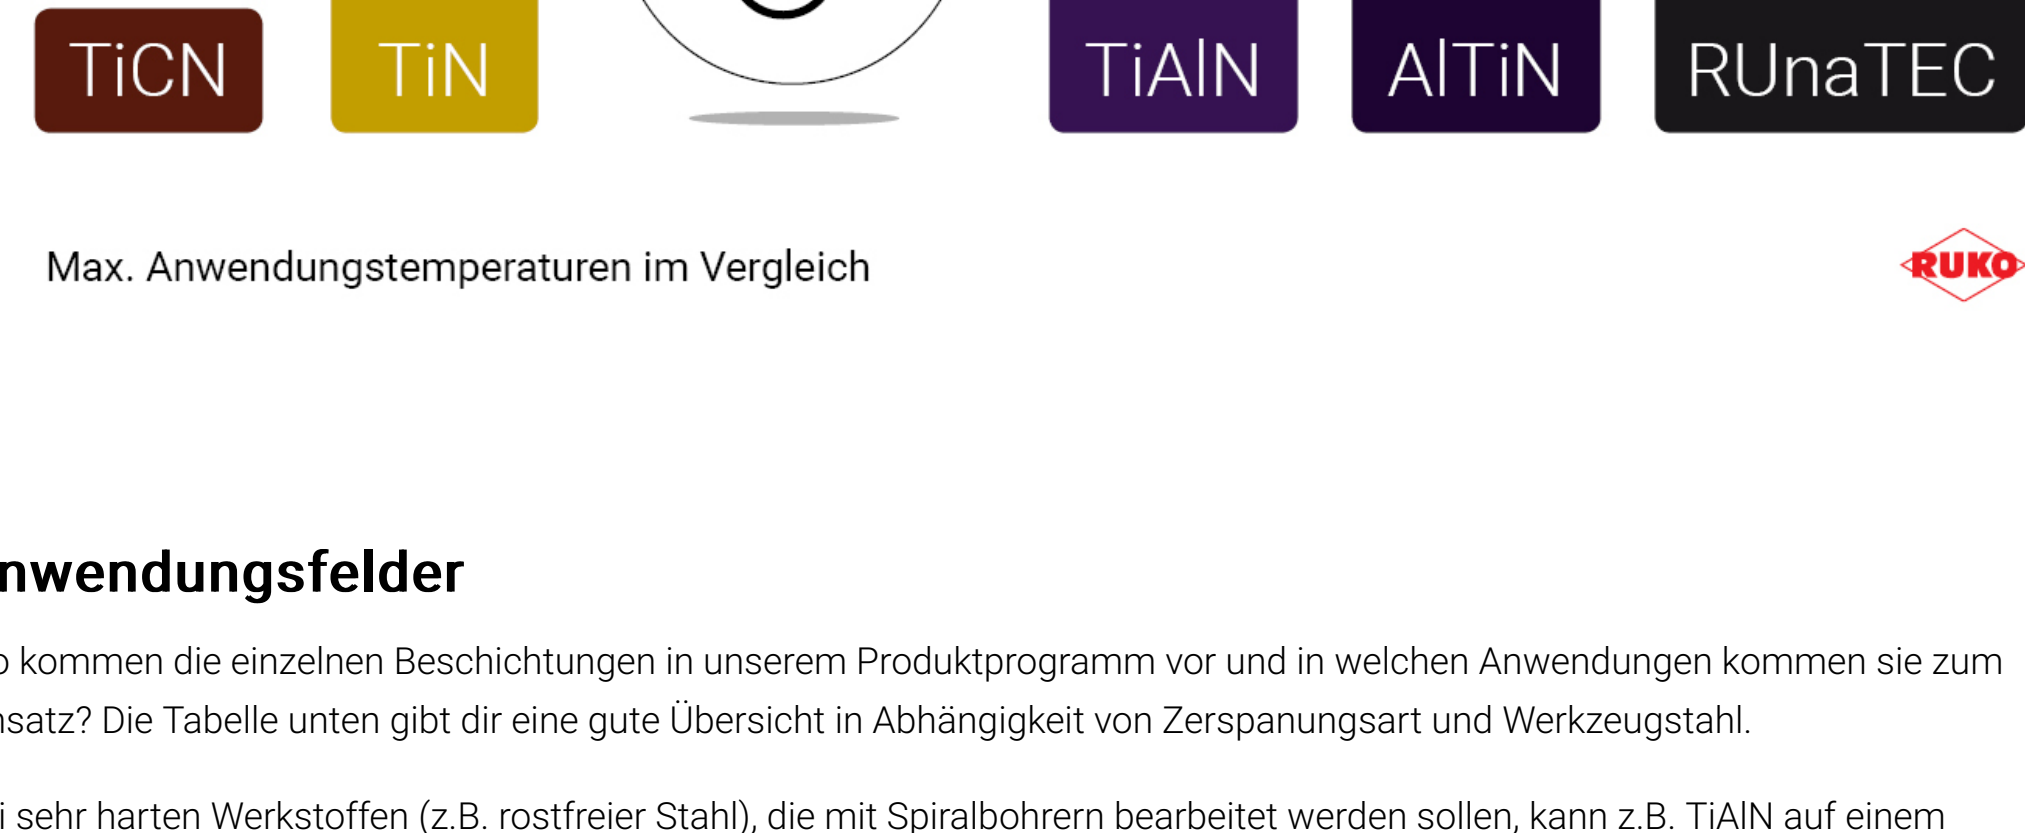 TiCN TiN TiAlN AlTiN RUnaTEC
Max. Anwendungstemperaturen im Vergleich
RUKO
nwendungsfelder
o kommen die einzelnen Beschichtungen in unserem Produktprogramm vor und in welchen Anwendungen kommen sie zum
nsatz? Die Tabelle unten gibt dir eine gute Übersicht in Abhängigkeit von Zerspanungsart und Werkzeugstahl.
i sehr harten Werkstoffen (z.B. rostfreier Stahl), die mit Spiralbohrern bearbeitet werden sollen, kann z.B. TiAlN auf einem